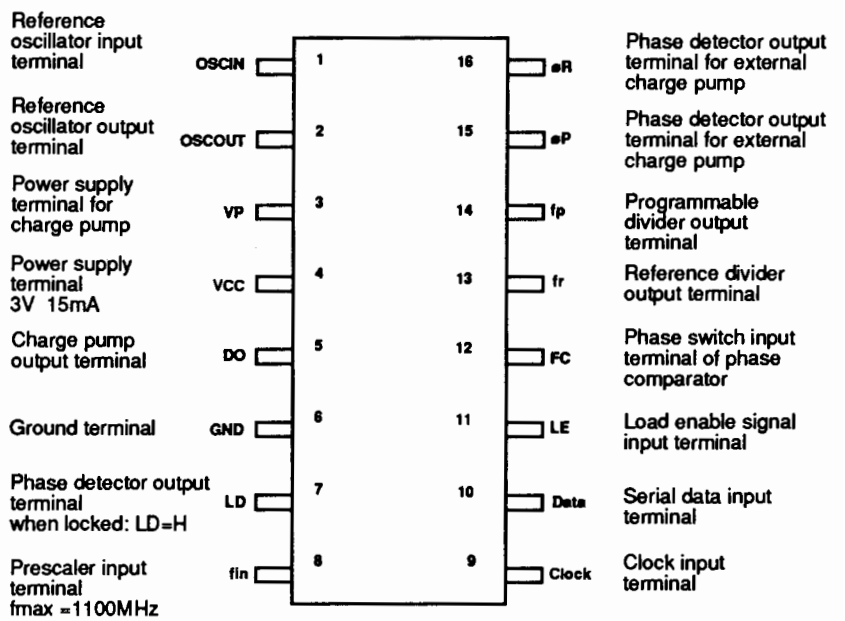 Reference
oscillator input
terminal
OSCIN
1
16
øR
Phase detector output
terminal for external
charge pump
Reference
oscillator output
terminal
OSCOUT
2
15
øP
Phase detector output
terminal for external
charge pump
Power supply
terminal for
charge pump
VP
3
14
fp
Programmable
divider output
terminal
Power supply
terminal
3V 15mA
VCC
4
13
fr
Reference divider
output terminal
Charge pump
output terminal
DO
5
12
FC
Phase switch input
terminal of phase
comparator
Ground terminal
GND
6
11
LE
Load enable signal
input terminal
Phase detector output
terminal
when locked: LD=H
LD
7
10
Data
Serial data input
terminal
Prescaler input
terminal
fmax =1100MHz
fin
8
9
Clock
Clock input
terminal